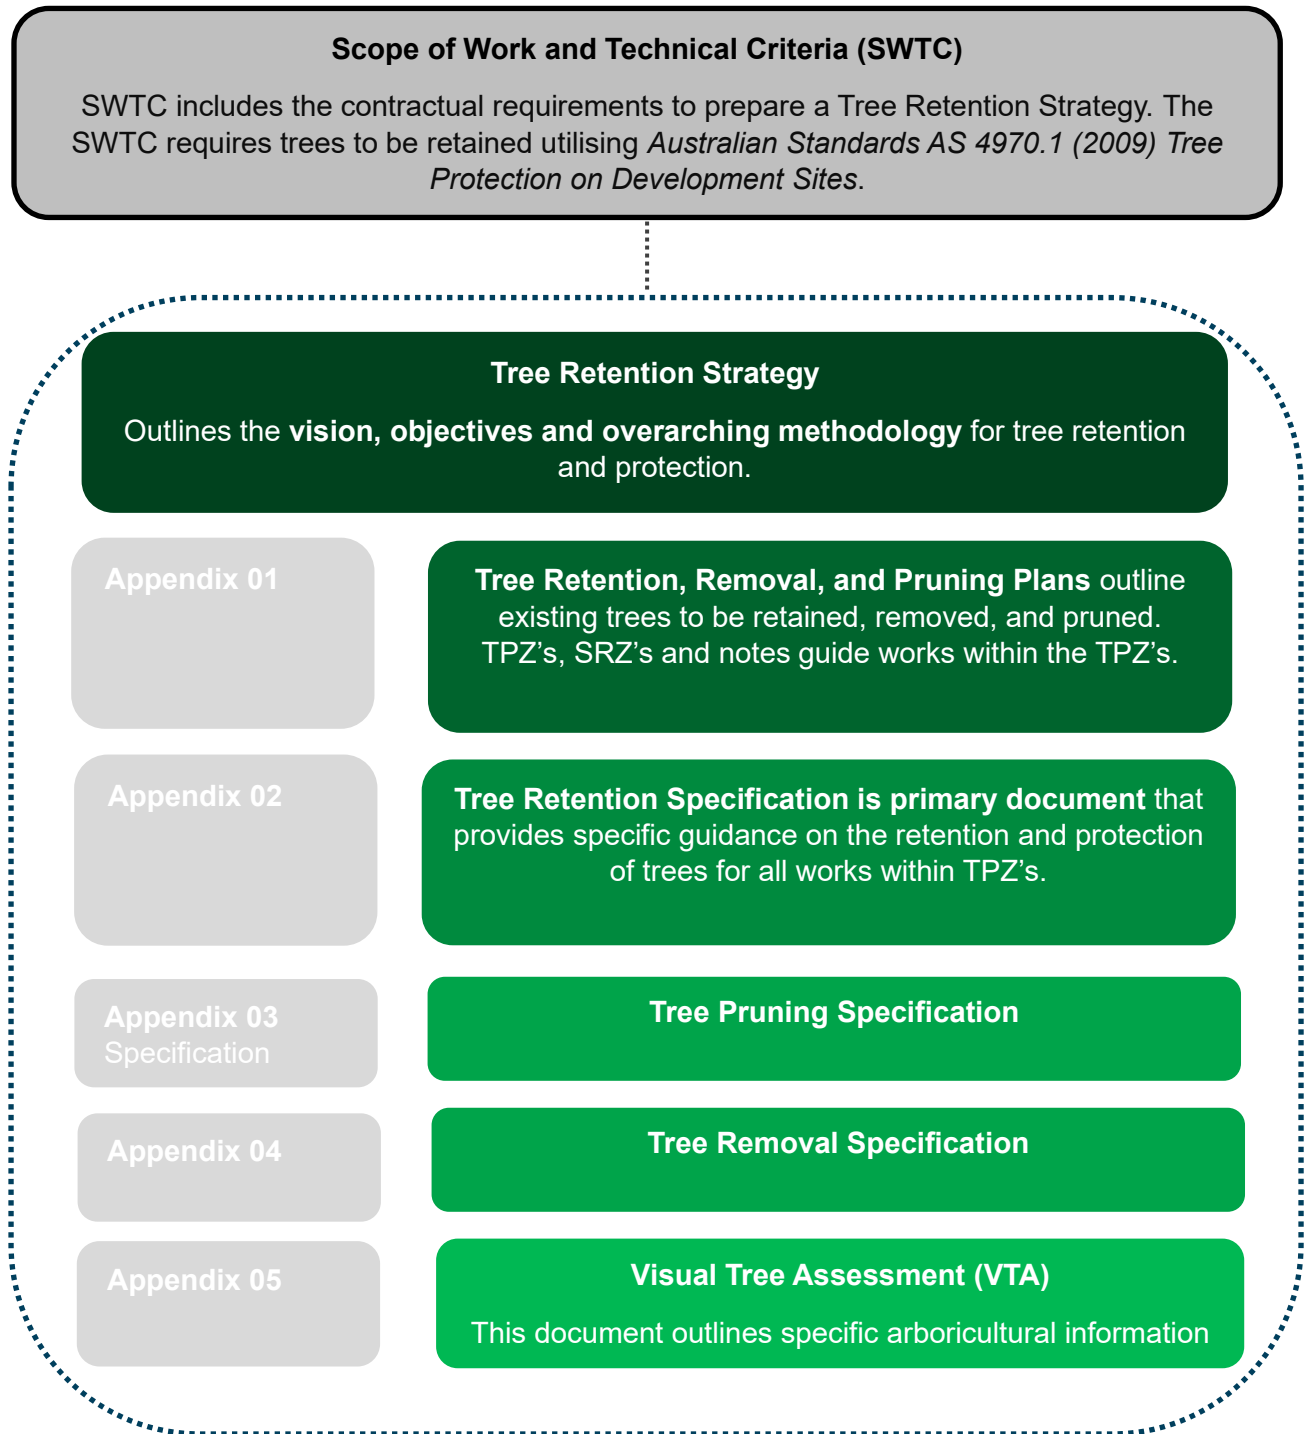 Scope of Work and Technical Criteria (SWTC)
SWTC includes the contractual requirements to prepare a Tree Retention Strategy. The
SWTC requires trees to be retained utilising Australian Standards AS 4970.1 (2009) Tree
Protection on Development Sites.
Tree Retention Strategy
Outlines the vision, objectives and overarching methodology for tree retention
and protection.
Appendix 01
Tree Retention, Removal, and Pruning Plans outline
existing trees to be retained, removed, and pruned.
TPZ’s, SRZ’s and notes guide works within the TPZ’s.
Appendix 02
Tree Retention Specification is primary document that
provides specific guidance on the retention and protection
of trees for all works within TPZ’s.
Appendix 03
Specification
Tree Pruning Specification
Appendix 04
Tree Removal Specification
Appendix 05
Visual Tree Assessment (VTA)
This document outlines specific arboricultural information